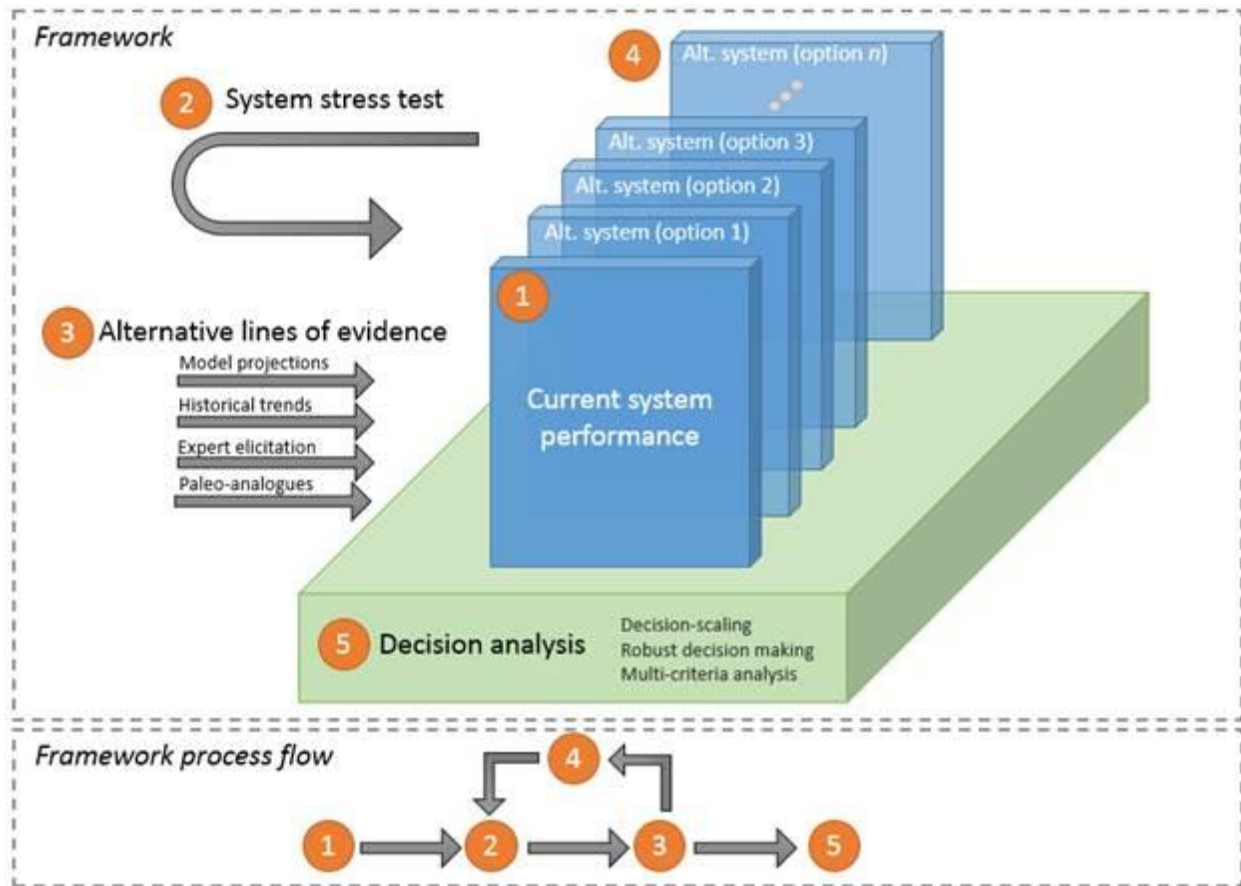 Framework
4
Alt. system (option n)
2
System stress test
Alt. system (option 3)
Alt. system (option 2)
Alt. system (option 1)
1
3
Alternative lines of evidence
Model projections
Historical trends
Expert elicitation
Paleo-analogues
Current system
performance
5
Decision analysis
Decision-scaling
Robust decision making
Multi-criteria analysis
Framework process flow
4
1
2
3
5